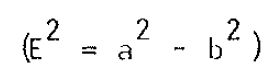 (E² = a² - b²)